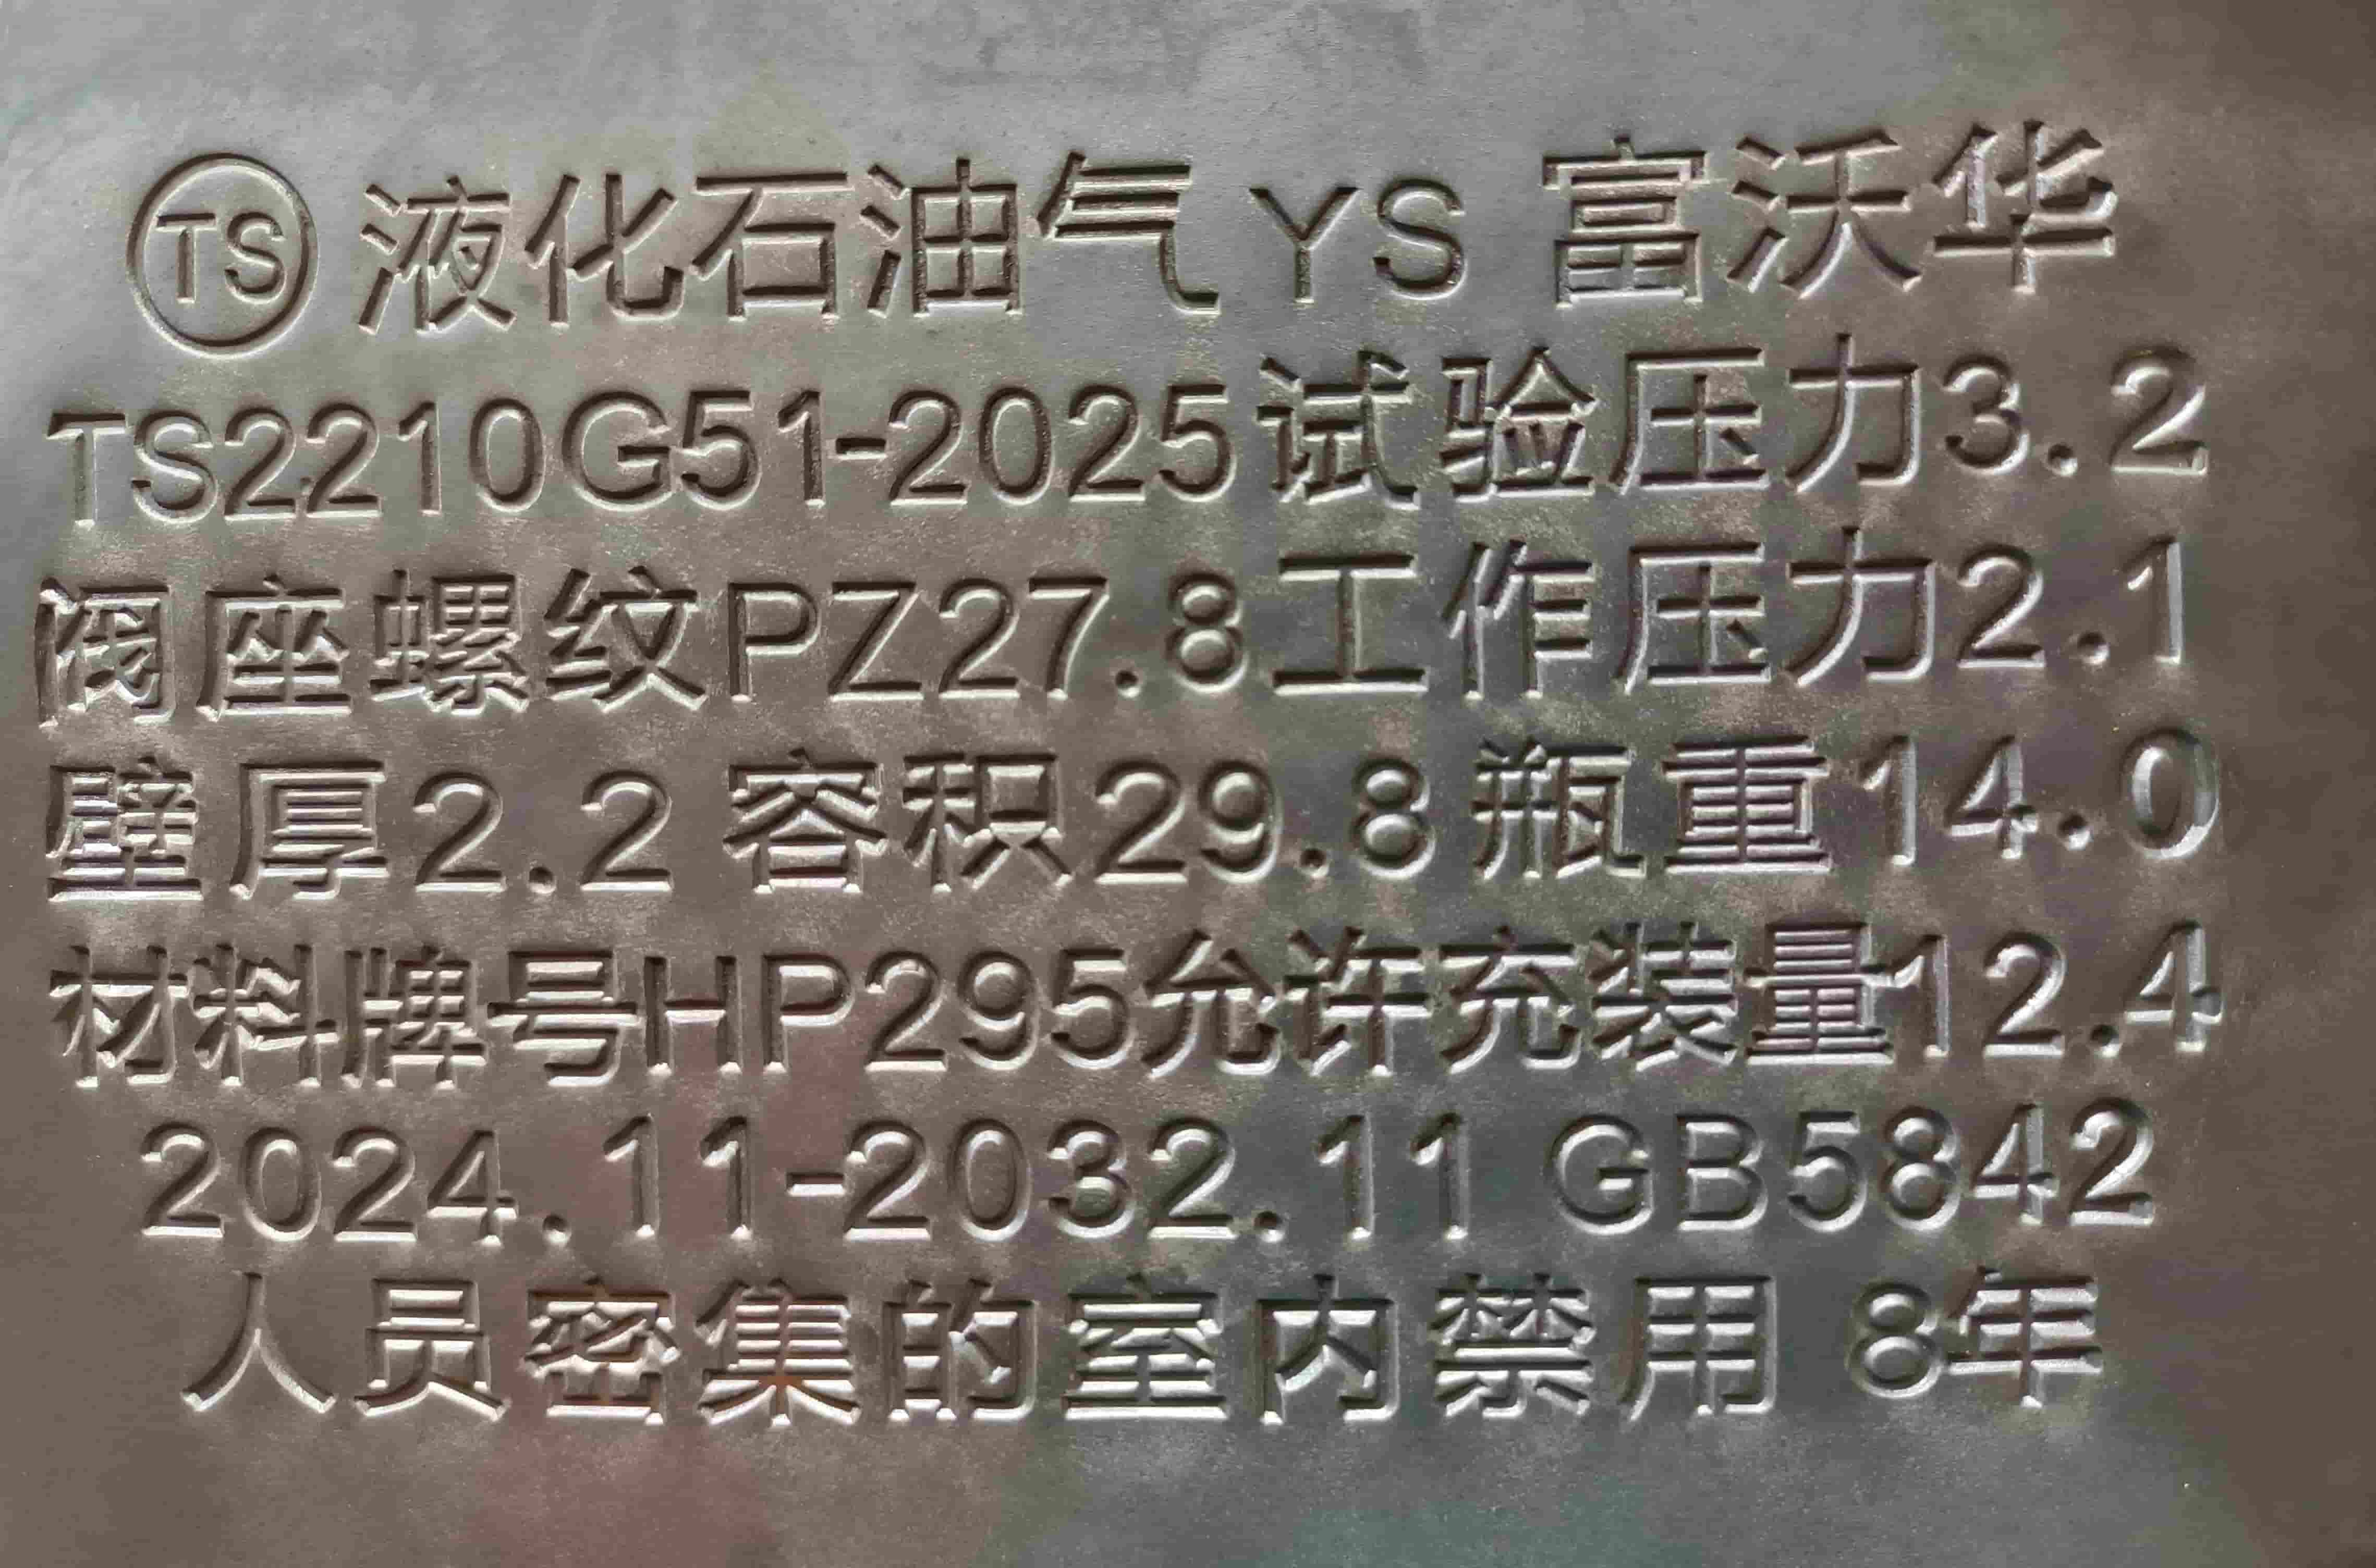 TS 液化石油气 YS 富沃华
TS2210G51-2025试验压力3.2
阀座螺纹PZ27.8工作压力2.1
壁厚2.2 容积29.8 瓶重14.0
材料牌号HP295允许充装量12.4
2024.11-2032.11 GB5842
人员密集的室内禁用 8年